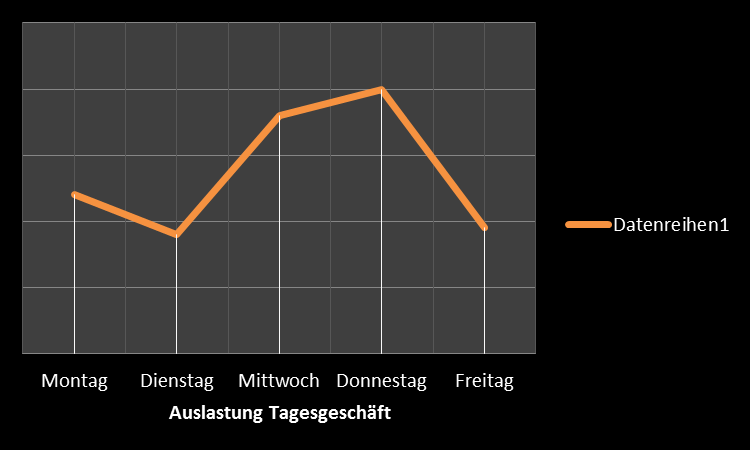 Datenreihen1
Montag Dienstag Mittwoch Donnestag Freitag
Auslastung Tagesgeschäft